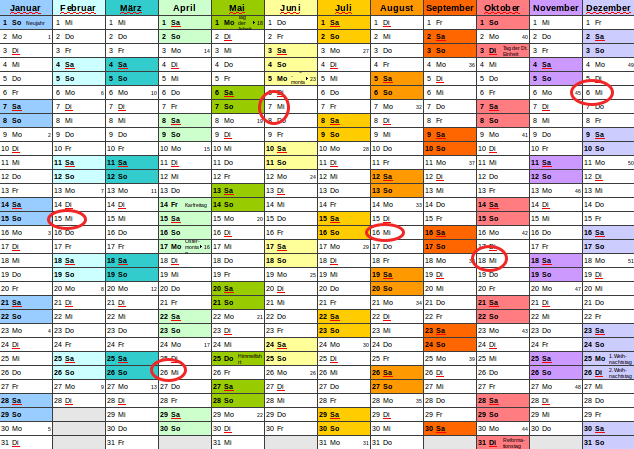 Januar Februar März April Mai Juni Juli August September Oktober November Dezember
1 So Neujahr 1 Mi 1 Mi 1 Sa 1 Mo Tag der 18 1 Do 1 Sa 1 Di 1 Fr 1 So 1 Mi 1 Fr
2 Mo 1 2 Do 2 Do 2 So 2 Di 2 Fr 2 So 2 Mi 2 Sa 2 Mo 40 2 Do 2 Sa
3 Di 3 Fr 3 Fr 3 Mo 14 3 Mi 3 Sa 3 Mo 27 3 Do 3 So 3 Di Tag der Dt. Einheit 3 Fr 3 So
4 Mi 4 Sa 4 Sa 4 Di 4 Do 4 So 4 Di 4 Fr 4 Mo 36 4 Mi 4 Sa 4 Mo 49
5 Do 5 So 5 So 5 Mi 5 Fr 5 Mo monta 23 5 Mi 5 Sa 5 Di 5 Do 5 So 5 Di
6 Fr 6 Mo 6 6 Mo 10 6 Do 6 Sa 6 Di 6 Do 6 So 6 Mi 6 Fr 6 Mo 45 6 Mi
7 Sa 7 Di 7 Di 7 Fr 7 So 7 Mi 7 Fr 7 Mo 32 7 Do 7 Sa 7 Di 7 Do
8 So 8 Mi 8 Mi 8 Sa 8 Mo 19 8 Do 8 Sa 8 Di 8 Fr 8 So 8 Mi 8 Fr
9 Mo 2 9 Do 9 Do 9 So 9 Di 9 Fr 9 So 9 Mi 9 Sa 9 Mo 41 9 Do 9 Sa
10 Di 10 Fr 10 Fr 10 Mo 15 10 Mi 10 Sa 10 Mo 28 10 Do 10 So 10 Di 10 Fr 10 So
11 Mi 11 Sa 11 Sa 11 Di 11 Do 11 So 11 Di 11 Fr 11 Mo 37 11 Mi 11 Sa 11 Mo 50
12 Do 12 So 12 So 12 Mi 12 Fr 12 Mo 24 12 Mi 12 Sa 12 Di 12 Do 12 So 12 Di
13 Fr 13 Mo 7 13 Mo 11 13 Do 13 Sa 13 Di 13 Do 13 So 13 Mi 13 Fr 13 Mo 46 13 Mi
14 Sa 14 Di 14 Di 14 Fr Karfreitag 14 So 14 Mi 14 Fr 14 Mo 33 14 Do 14 Sa 14 Di 14 Do
15 So 15 Mi 15 Mi 15 Sa 15 Mo 20 15 Do 15 Sa 15 Di 15 Fr 15 So 15 Mi 15 Fr
16 Mo 3 16 Do 16 Do 16 So 16 Di 16 Fr 16 So 16 Mi 16 Sa 16 Mo 42 16 Do 16 Sa
17 Di 17 Fr 17 Fr 17 Mo Oster- monta 16 17 Mi 17 Sa 17 Mo 29 17 Do 17 So 17 Di 17 Fr 17 So
18 Mi 18 Sa 18 Sa 18 Di 18 Do 18 So 18 Di 18 Fr 18 Mo 18 Mi 18 Sa 18 Mo 51
19 Do 19 So 19 So 19 Mi 19 Fr 19 Mo 25 19 Mi 19 Sa 19 Di 19 Do 19 So 19 Di
20 Fr 20 Mo 8 20 Mo 12 20 Do 20 Sa 20 Di 20 Do 20 So 20 Mi 20 Fr 20 Mo 47 20 Mi
21 Sa 21 Di 21 Di 21 Fr 21 So 21 Mi 21 Fr 21 Mo 34 21 Do 21 Sa 21 Di 21 Do
22 So 22 Mi 22 Mi 22 Sa 22 Mo 21 22 Do 22 Sa 22 Di 22 Fr 22 So 22 Mi 22 Fr
23 Mo 4 23 Do 23 Do 23 So 23 Di 23 Fr 23 So 23 Mi 23 Sa 23 Mo 43 23 Do 23 Sa
24 Di 24 Fr 24 Fr 24 Mo 17 24 Mi 24 Sa 24 Mo 30 24 Do 24 So 24 Di 24 Fr 24 So
25 Mi 25 Sa 25 Sa 25 Di 25 Do Himmelfahrt 25 So 25 Di 25 Fr 25 Mo 39 25 Mi 25 Sa 25 Mo 1. Weih- nachtstag
26 Do 26 So 26 So 26 Mi 26 Fr 26 Mo 26 26 Mi 26 Sa 26 Di 26 Do 26 So 26 Di 2. Weih- nachtstag
27 Fr 27 Mo 9 27 Mo 13 27 Do 27 Sa 27 Di 27 Do 27 So 27 Mi 27 Fr 27 Mo 48 27 Mi
28 Sa 28 Di 28 Di 28 Fr 28 So 28 Mi 28 Fr 28 Mo 35 28 Do 28 Sa 28 Di 28 Do
29 So 29 Mi 29 Sa 29 Mo 22 29 Do 29 Sa 29 Di 29 Fr 29 So 29 Mi 29 Fr
30 Mo 5 30 Do 30 So 30 Di 30 Fr 30 So 30 Mi 30 Sa 30 Mo 44 30 Do 30 Sa
31 Di 31 Fr 31 Mi 31 Mo 31 31 Do 31 Di Reforma- tionstag 31 So